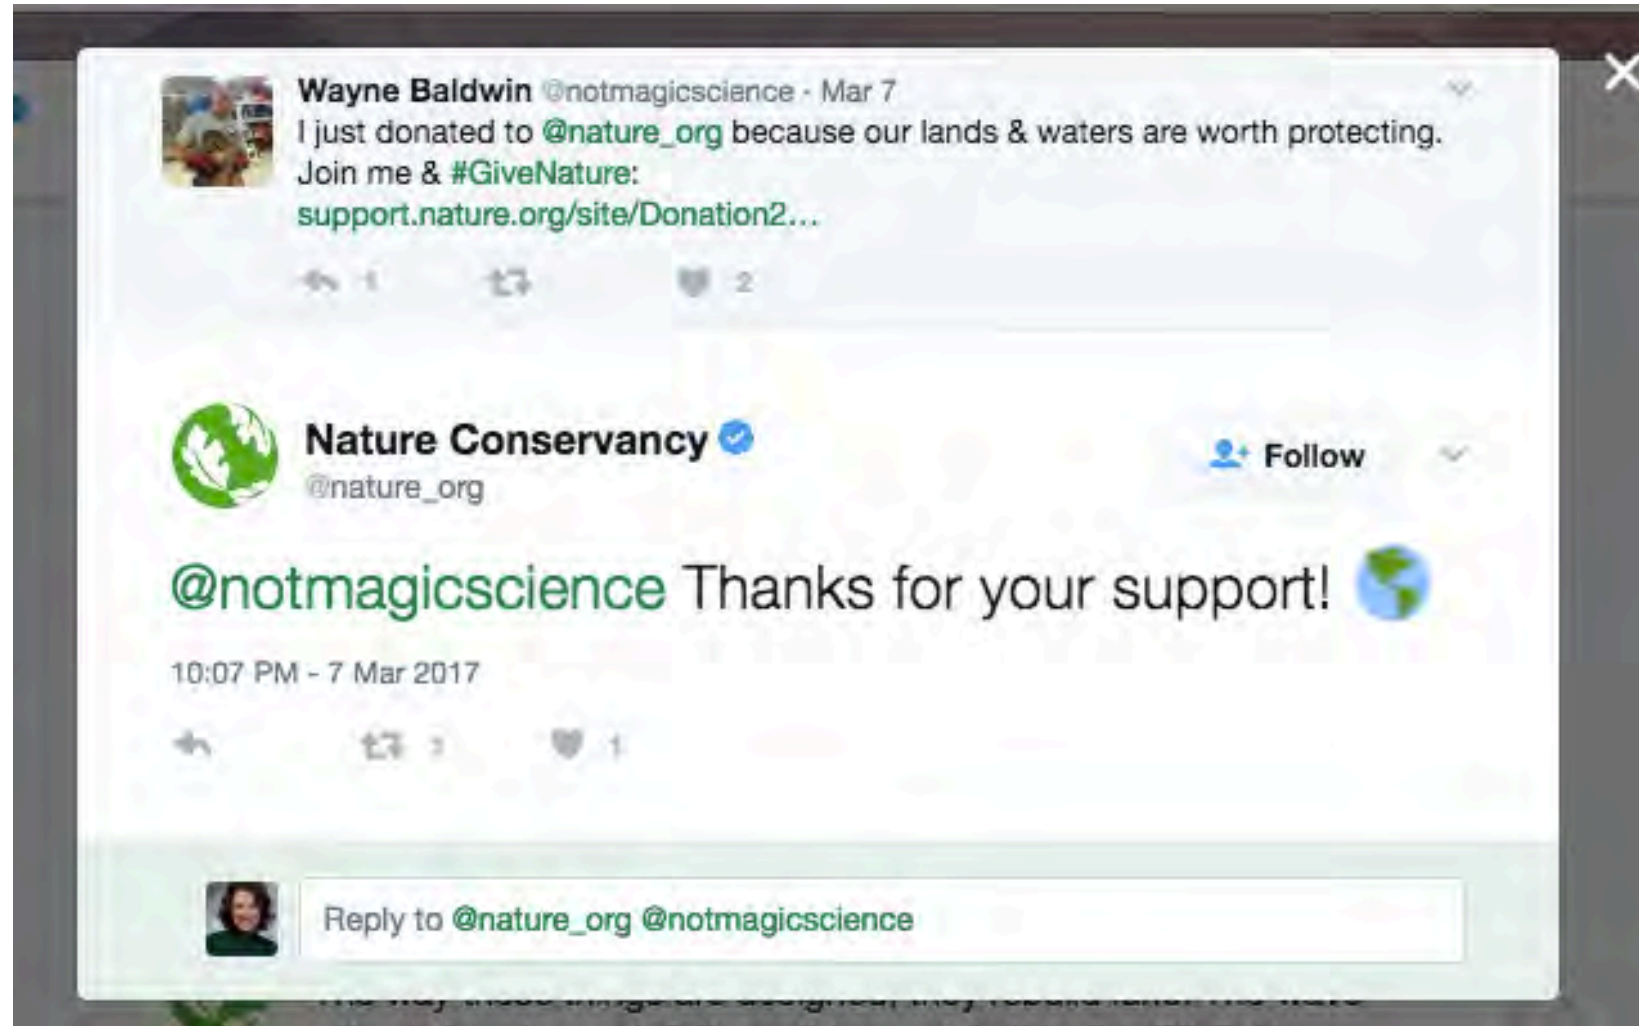 Wayne Baldwin @notmagicscience · Mar 7
I just donated to @nature_org because our lands & waters are worth protecting.
Join me & #GiveNature:
support.nature.org/site/Donation2...
1 2
Nature Conservancy
@nature_org
Follow
@notmagicscience Thanks for your support!
10:07 PM - 7 Mar 2017
1
Reply to @nature_org @notmagicscience